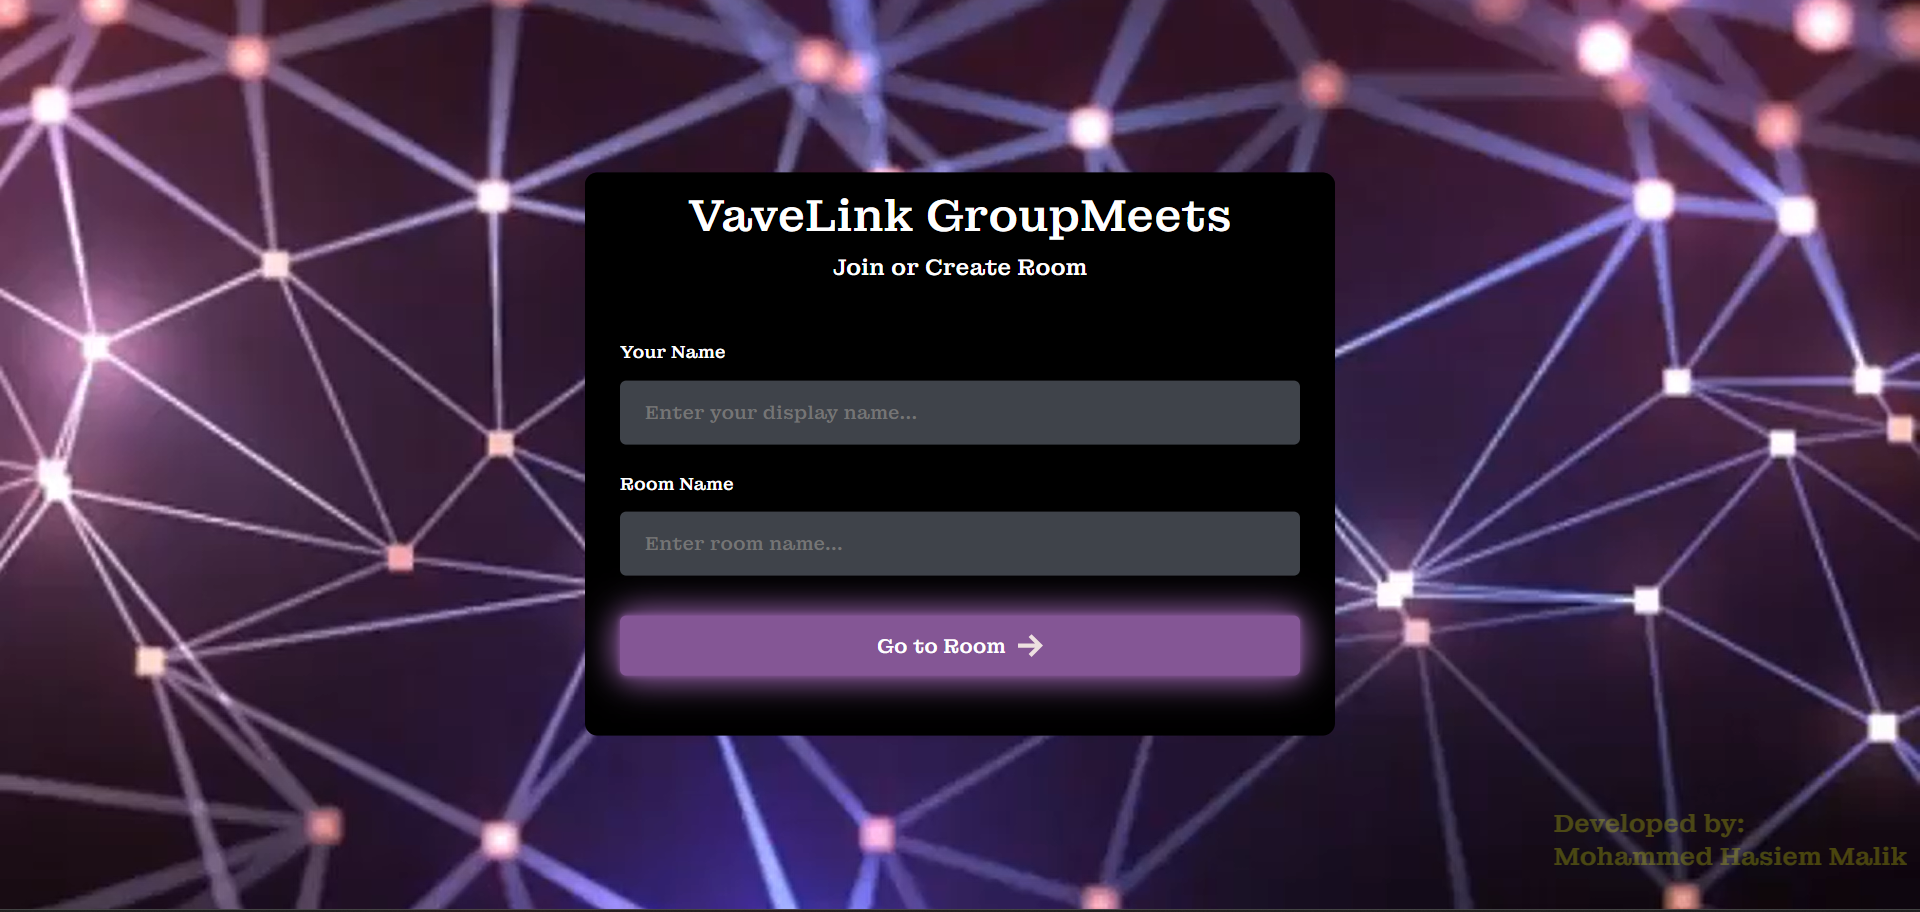 VaveLink GroupMeets
Join or Create Room
Your Name
Enter your display name...
Room Name
Enter room name...
Go to Room
Developed by:
Mohammed Hasiem Malik